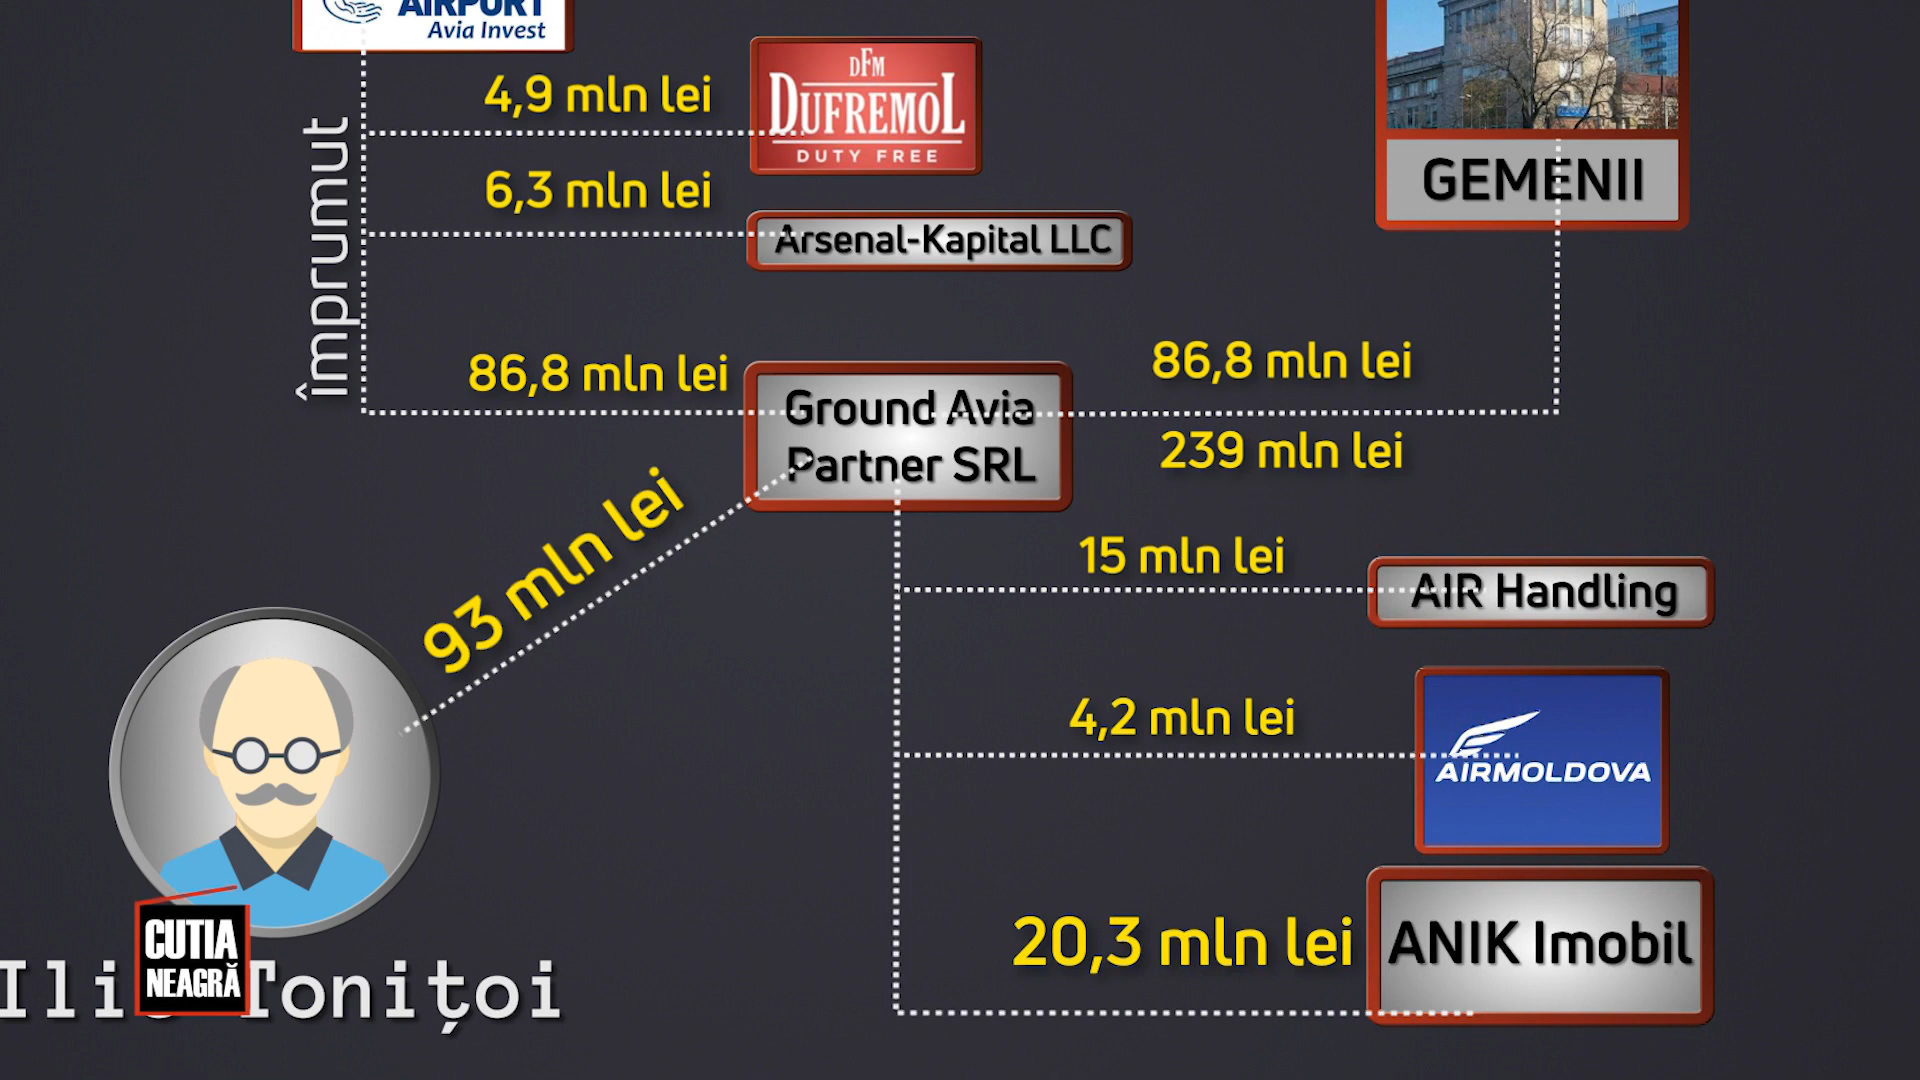 AIRPORT
Avia Invest
4,9 mln lei
DFM
DUFREMOL
DUTY FREE
6,3 mln lei
Arsenal-Kapital LLC
Împrumut
GEMENII
86,8 mln lei
Ground Avia
Partner SRL
86,8 mln lei
239 mln lei
93 mln lei
15 mln lei
AIR Handling
4,2 mln lei
AIRMOLDOVA
20,3 mln lei
ANIK Imobil
CUTIA
NEAGRĂ
Tonițoi